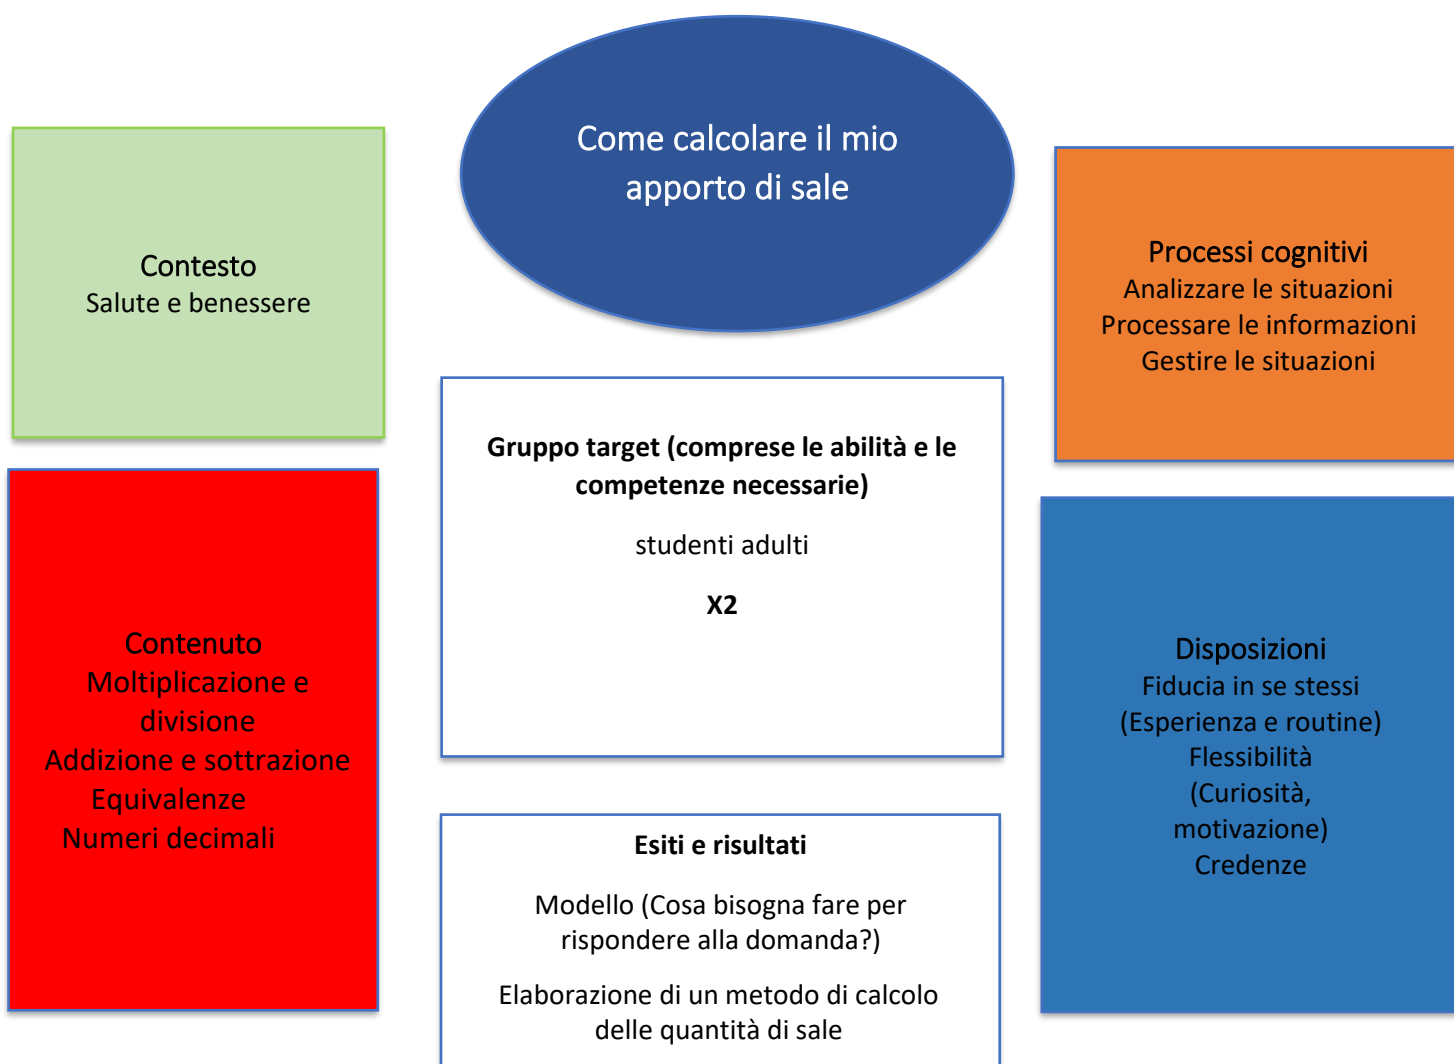 Come calcolare il mio
apporto di sale
Contesto
Salute e benessere
Processi cognitivi
Analizzare le situazioni
Processare le informazioni
Gestire le situazioni
Gruppo target (comprese le abilità e le
competenze necessarie)
studenti adulti
X2
Contenuto
Moltiplicazione e
divisione
Addizione e sottrazione
Equivalenze
Numeri decimali
Disposizioni
Fiducia in se stessi
(Esperienza e routine)
Flessibilità
(Curiosità,
motivazione)
Credenze
Esiti e risultati
Modello (Cosa bisogna fare per
rispondere alla domanda?)
Elaborazione di un metodo di calcolo
delle quantità di sale